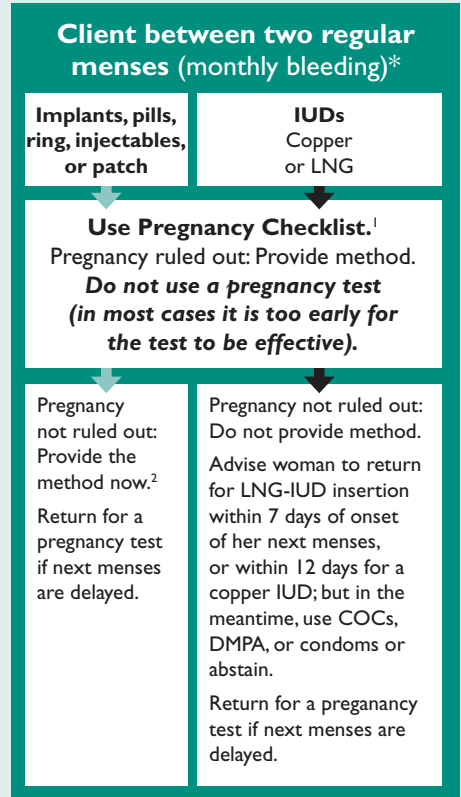 Client between two regular
menses (monthly bleeding)*
Implants, pills,
ring, injectables,
or patch
IUDs
Copper
or LNG
Use Pregnancy Checklist.¹
Pregnancy ruled out: Provide method.
Do not use a pregnancy test
(in most cases it is too early for
the test to be effective).
Pregnancy
not ruled out:
Provide the
method now.²
Return for a
pregnancy test
if next menses
are delayed.
Pregnancy not ruled out:
Do not provide method.
Advise woman to return
for LNG-IUD insertion
within 7 days of onset
of her next menses,
or within 12 days for a
copper IUD; but in the
meantime, use COCs,
DMPA, or condoms or
abstain.
Return for a preganancy
test if next menses are
delayed.